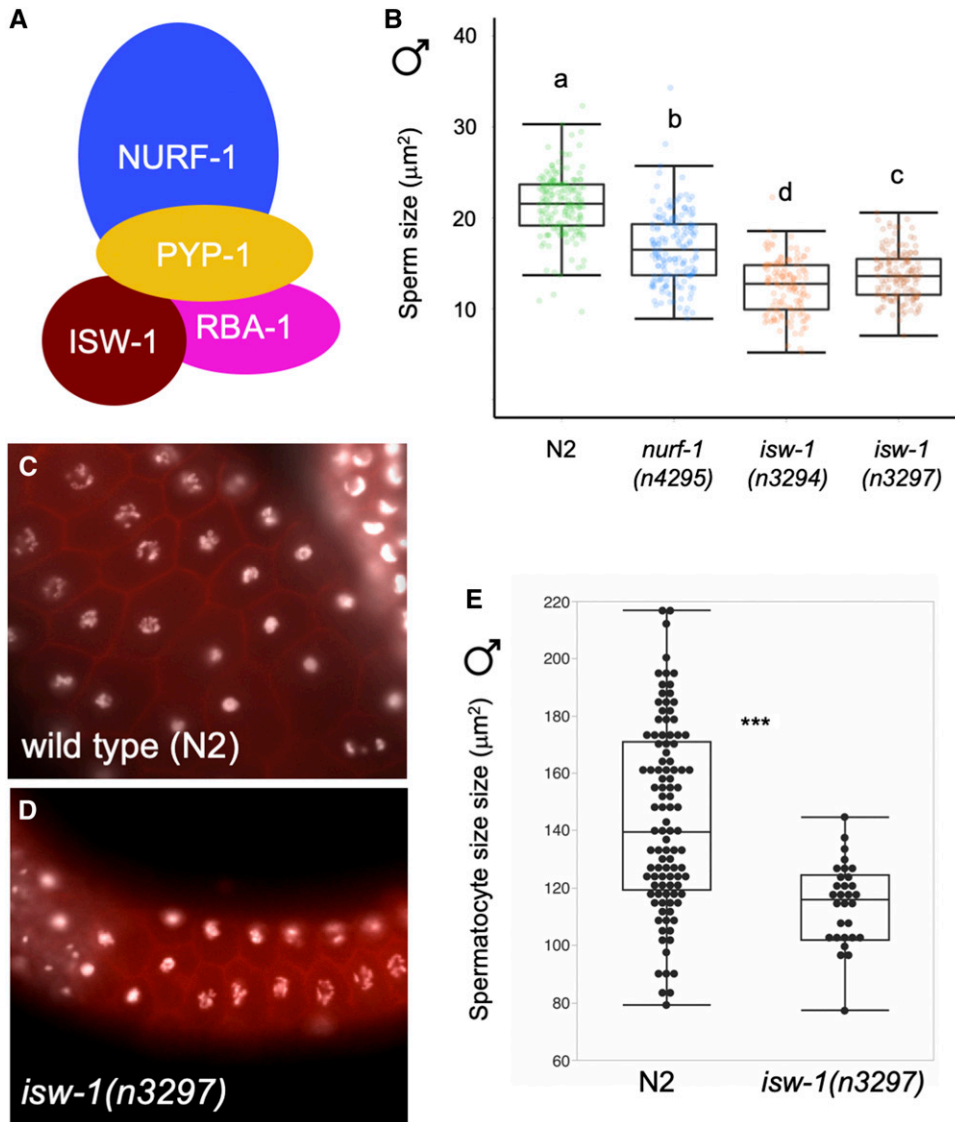 A
NURF-1
PYP-1
ISW-1
RBA-1
B
♂
Sperm size (μm²)
40
30
20
10
a
b
d
c
N2
nurf-1
(n4295)
isw-1
(n3294)
isw-1
(n3297)
C
wild type (N2)
D
isw-1(n3297)
E
♂
Spermatocyte size size (μm²)
220
200
180
160
140
120
100
80
60
***
N2
isw-1(n3297)